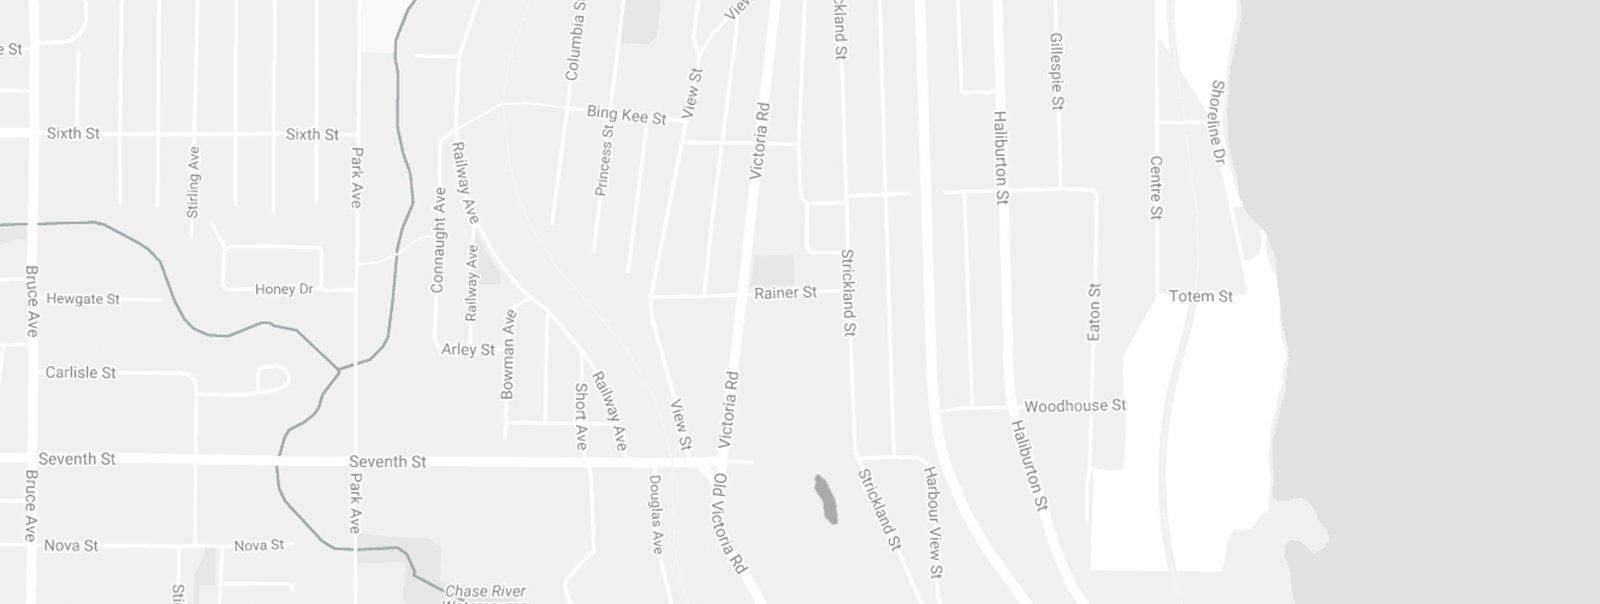 Columbia S
View
ckland St
Gillespie St
e St
View St
Shoreline Dr
Bing Kee St
Victoria Rd
Haliburton St
Sixth St
Sixth St
Stirling Ave
Park Ave
Railway Ave
Princess St
Centre St
Connaught Ave
Railway Ave
Bruce Ave
Hewgate St
Honey Dr
Rainer St
Strickland St
Eaton St
Totem St
Arley St
Bowman Ave
Carlisle St
Short Ave
Railway Ave
View St
Victoria Rd
Woodhouse St
Haliburton St
Seventh St
Seventh St
Bruce Ave
Park Ave
Douglas Ave
Old Victoria Rd
Strickland St
Harbour View St
Nova St
Nova St
Sti
Chase River